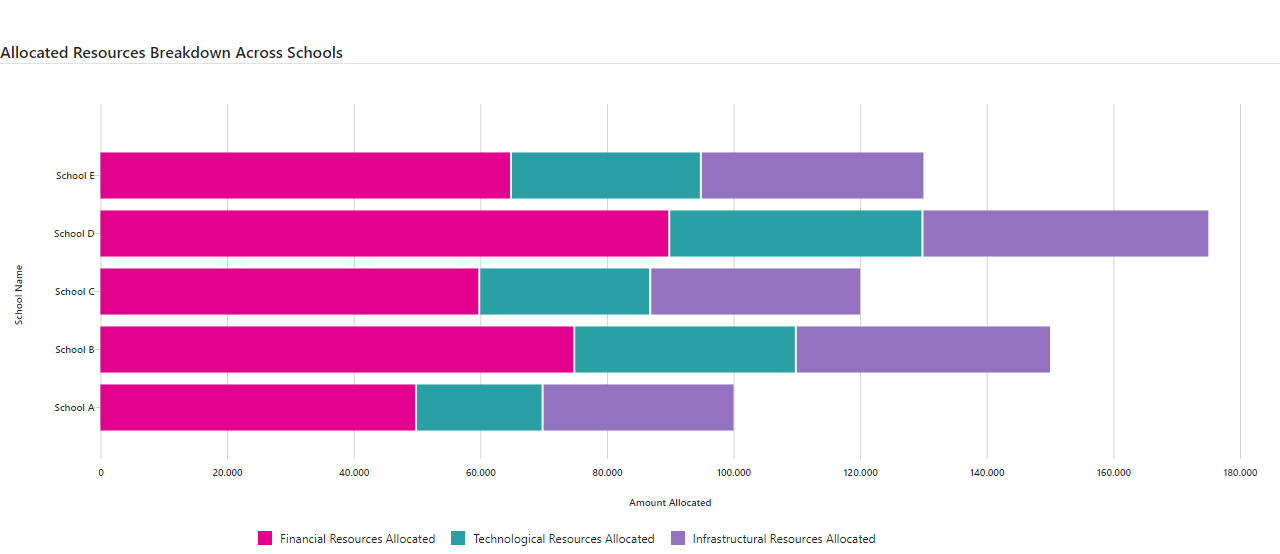 Allocated Resources Breakdown Across Schools
School E
School D
School C
School B
School A
School Name
0 20.000 40.000 60.000 80.000 100.000 120.000 140.000 160.000 180.000
Amount Allocated
Financial Resources Allocated Technological Resources Allocated Infrastructural Resources Allocated